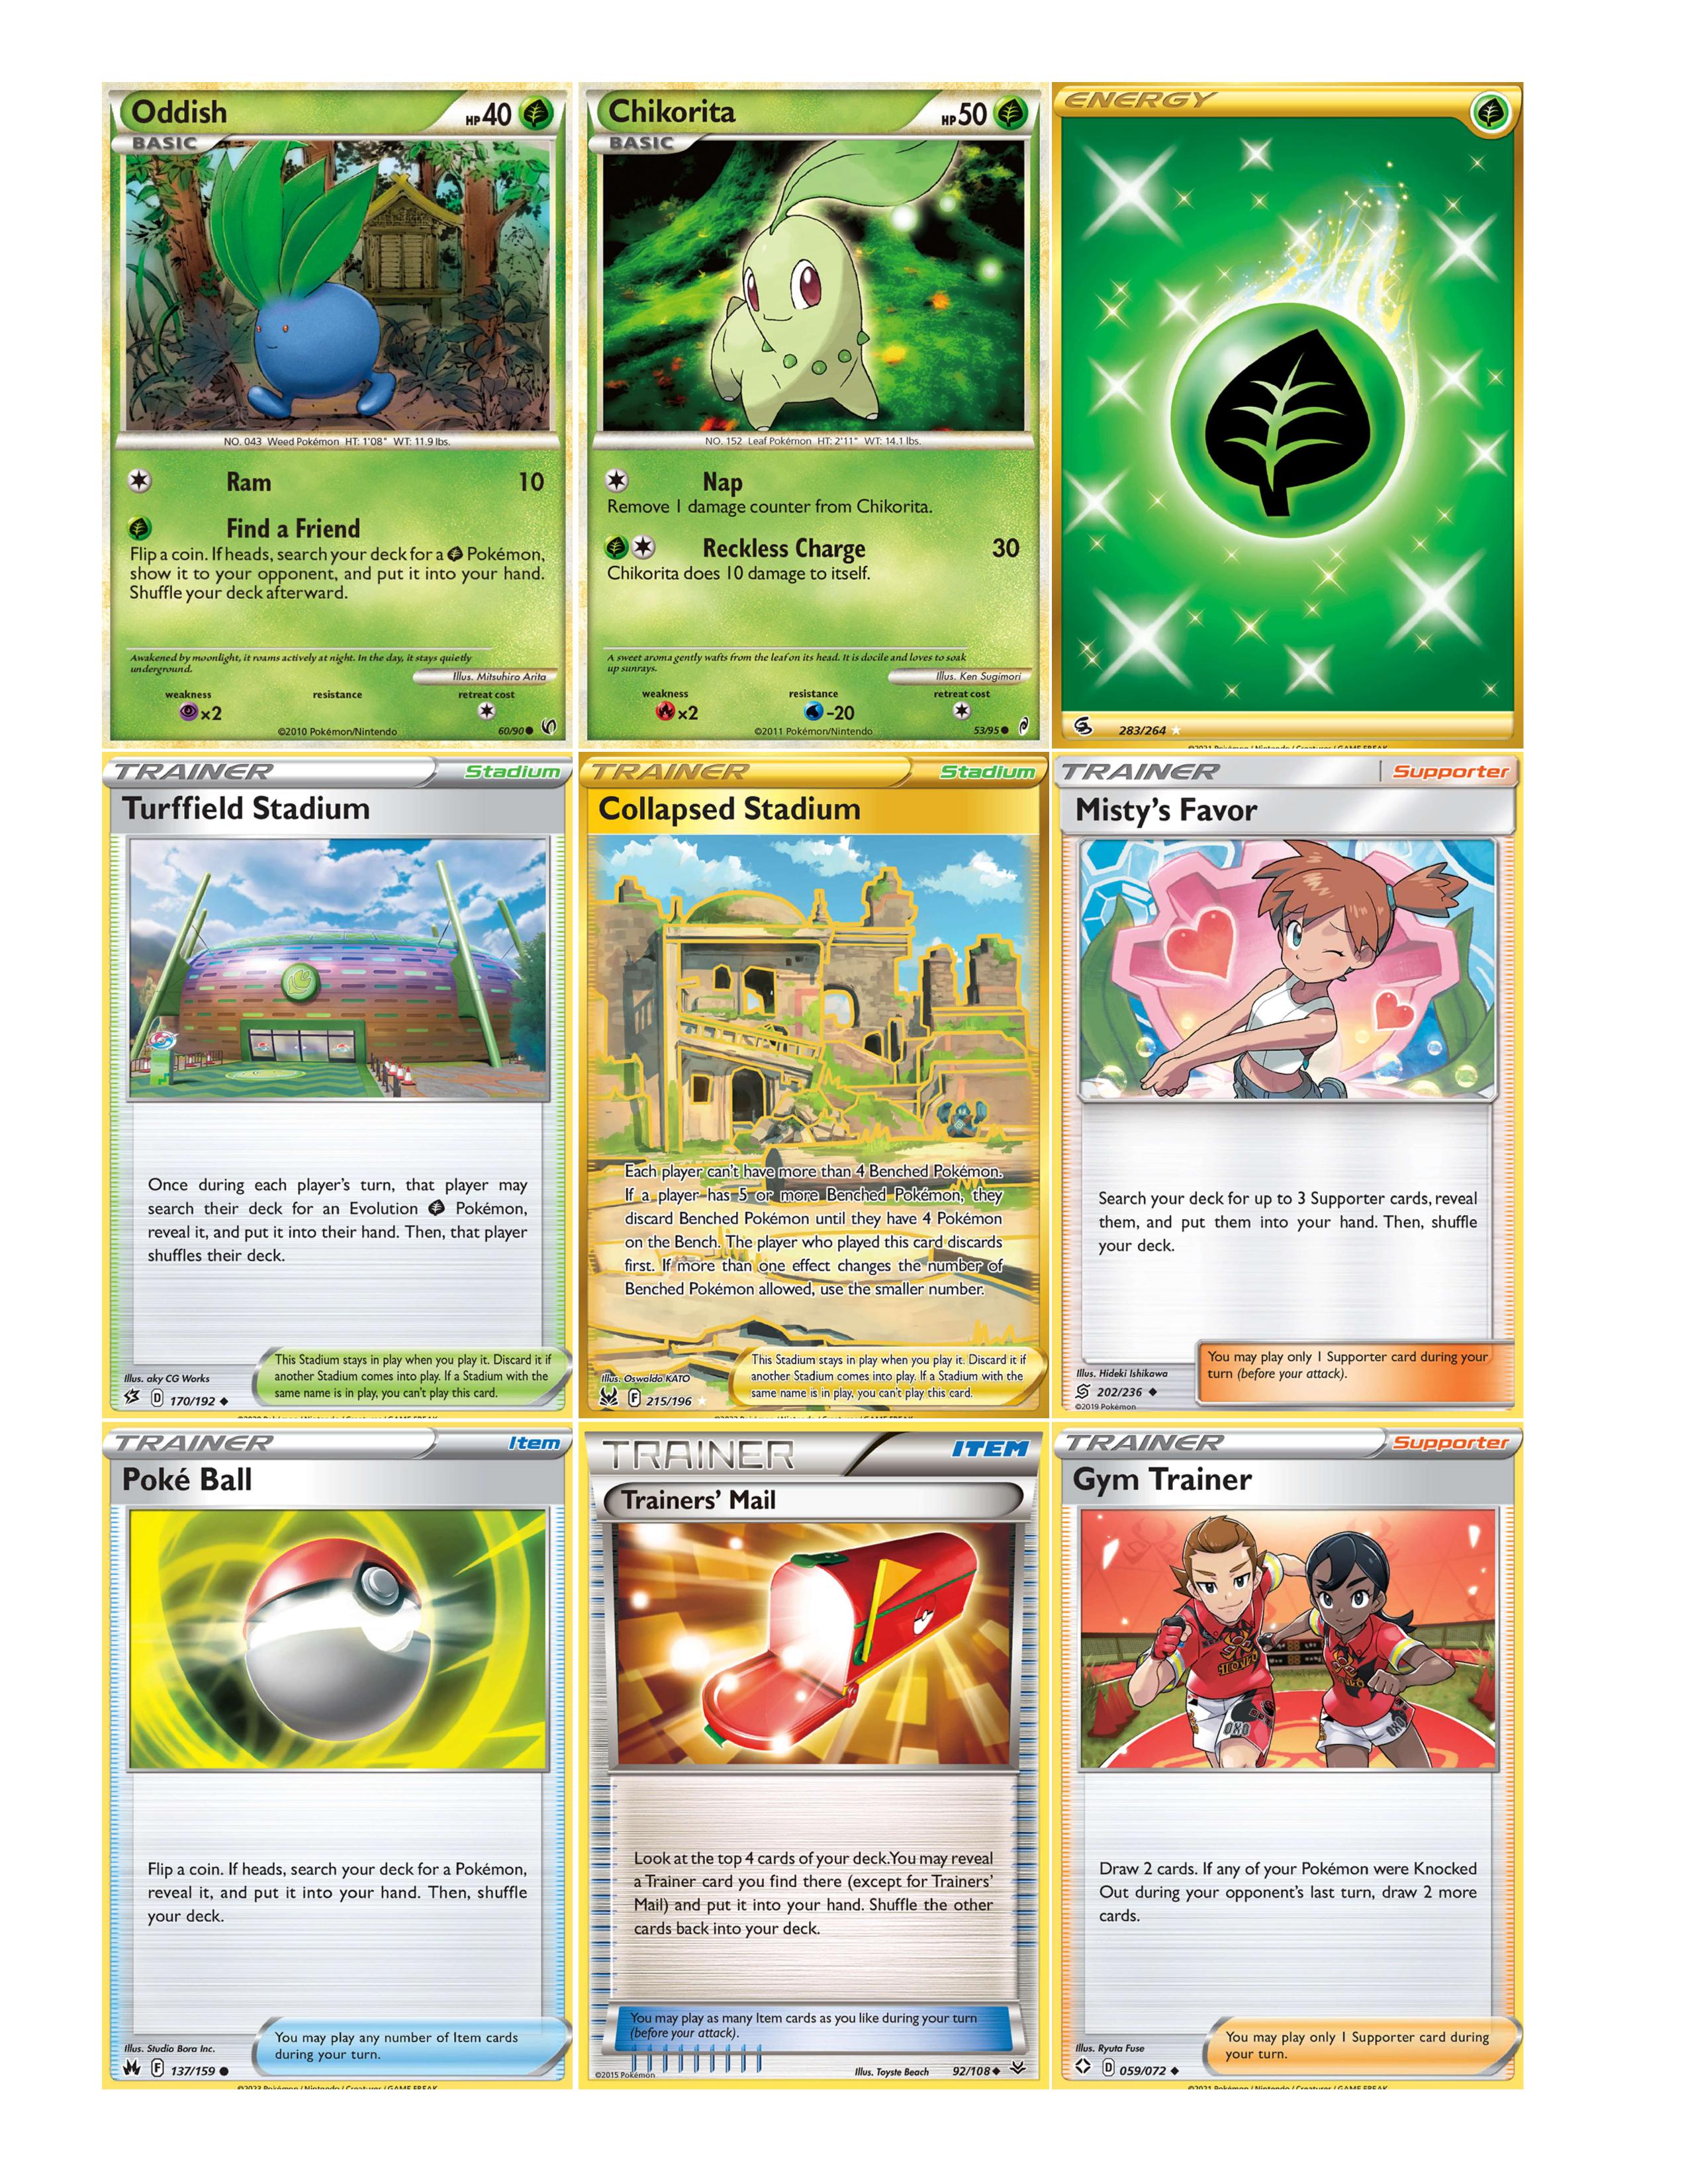 Oddish
HP 40
BASIC
NO. 043 Weed Pokémon HT: 1'08" WT: 11.9 lbs.
Ram 10
Find a Friend
Flip a coin. If heads, search your deck for a Pokémon,
show it to your opponent, and put it into your hand.
Shuffle your deck afterward.
Awakened by moonlight, it roams actively at night. In the day, it stays quietly
underground.
Illus. Mitsuhiro Arita
weakness resistance retreat cost
×2
©2010 Pokémon/Nintendo 60/90
Chikorita
HP 50
BASIC
NO. 152 Leaf Pokémon HT: 2'11" WT: 14.1 lbs.
Nap
Remove 1 damage counter from Chikorita.
Reckless Charge 30
Chikorita does 10 damage to itself.
A sweet aroma gently wafts from the leaf on its head. It is docile and loves to soak
up sunrays.
Illus. Ken Sugimori
weakness resistance retreat cost
×2 -20
©2011 Pokémon/Nintendo 53/95
ENERGY
283/264
TRAINER Stadium
Turffield Stadium
Once during each player's turn, that player may
search their deck for an Evolution Pokémon,
reveal it, and put it into their hand. Then, that player
shuffles their deck.
This Stadium stays in play when you play it. Discard it if
another Stadium comes into play. If a Stadium with the
same name is in play, you can't play this card.
Illus. aky CG Works
D 170/192
TRAINER Stadium
Collapsed Stadium
Each player can't have more than 4 Benched Pokémon.
If a player has 5 or more Benched Pokémon, they
discard Benched Pokémon until they have 4 Pokémon
on the Bench. The player who played this card discards
first. If more than one effect changes the number of
Benched Pokémon allowed, use the smaller number.
This Stadium stays in play when you play it. Discard it if
another Stadium comes into play. If a Stadium with the
same name is in play, you can't play this card.
Illus. Oswaldo KATO
F 215/196
TRAINER Supporter
Misty's Favor
Search your deck for up to 3 Supporter cards, reveal
them, and put them into your hand. Then, shuffle
your deck.
You may play only 1 Supporter card during your
turn (before your attack).
Illus. Hideki Ishikawa
202/236
©2019 Pokémon
TRAINER Item
Poké Ball
Flip a coin. If heads, search your deck for a Pokémon,
reveal it, and put it into your hand. Then, shuffle
your deck.
You may play any number of Item cards
during your turn.
Illus. Studio Bora Inc.
F 137/159
TRAINER ITEM
Trainers' Mail
Look at the top 4 cards of your deck. You may reveal
a Trainer card you find there (except for Trainers'
Mail) and put it into your hand. Shuffle the other
cards back into your deck.
You may play as many Item cards as you like during your turn
(before your attack).
©2015 Pokémon Illus. Toyste Beach 92/108
TRAINER Supporter
Gym Trainer
Draw 2 cards. If any of your Pokémon were Knocked
Out during your opponent's last turn, draw 2 more
cards.
You may play only 1 Supporter card during
your turn.
Illus. Ryuta Fuse
D 059/072